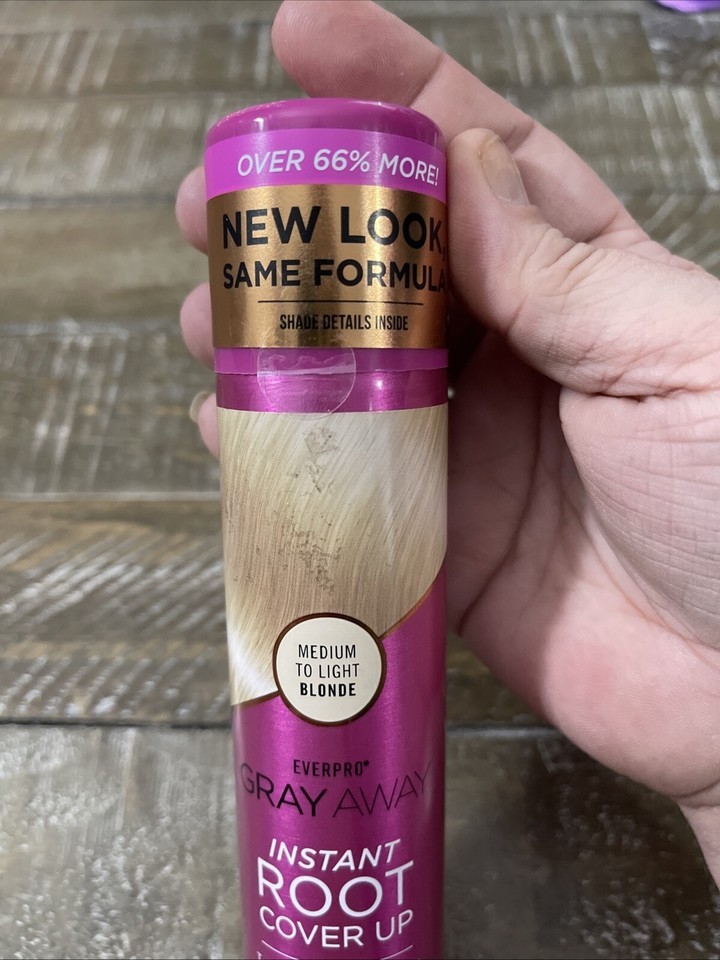 OVER 66% MORE!
NEW LOOK,
SAME FORMULA
SHADE DETAILS INSIDE
MEDIUM
TO LIGHT
BLONDE
EVERPRO®
GRAY AWAY
INSTANT
ROOT
COVER UP